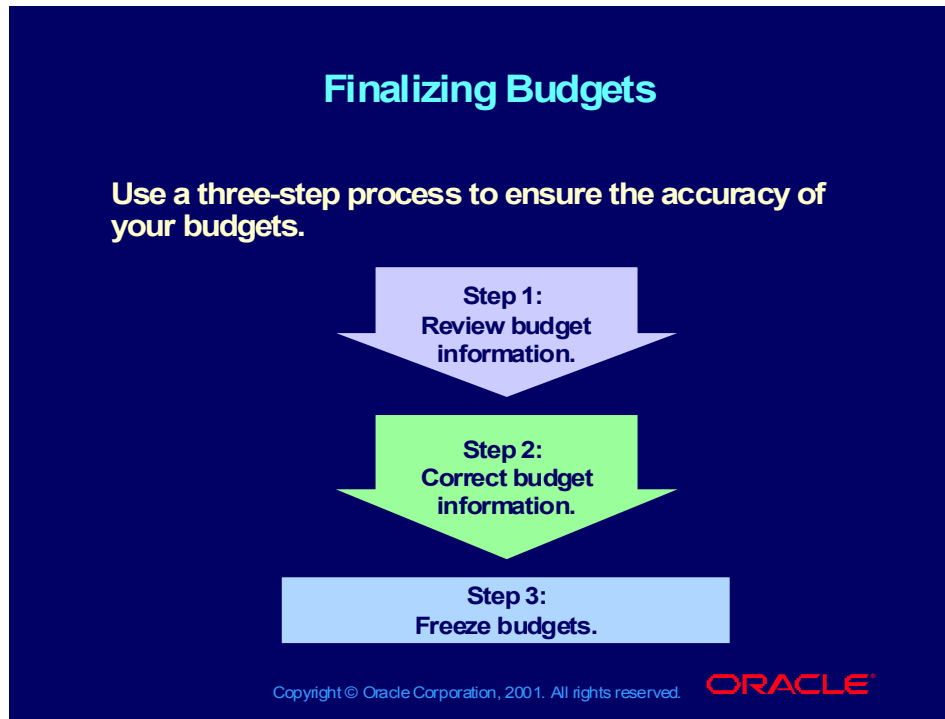 Finalizing Budgets
Use a three-step process to ensure the accuracy of
your budgets.
Step 1:
Review budget
information.
Step 2:
Correct budget
information.
Step 3:
Freeze budgets.
Copyright © Oracle Corporation, 2001. All rights reserved.
ORACLE®